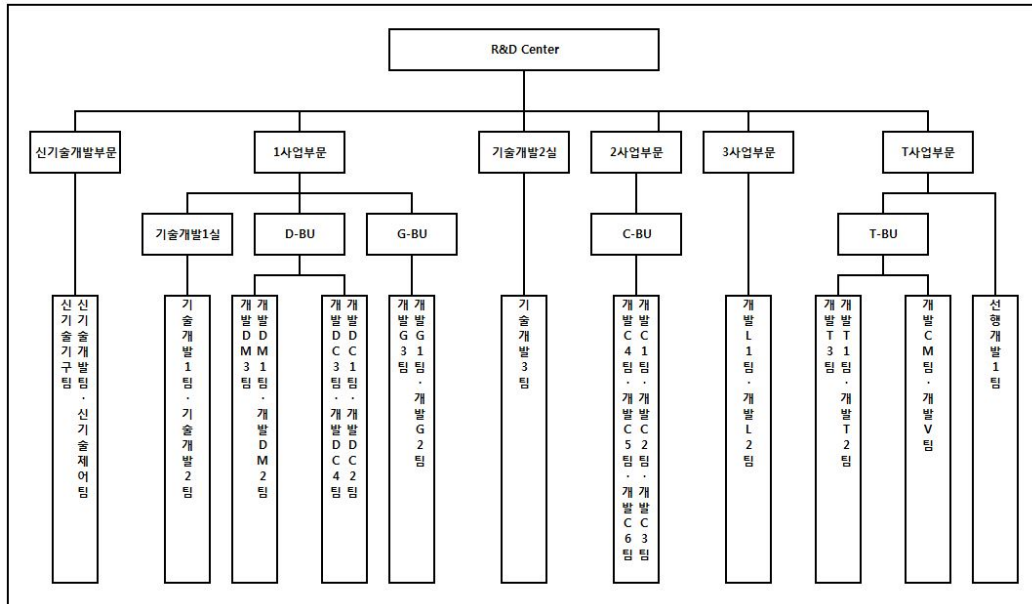 R&D Center
신기술개발부문
1사업부문
기술개발2실
2사업부문
3사업부문
T사업부문
기술개발1실
D-BU
G-BU
C-BU
T-BU
신기술개발팀·신기술제어팀
신기술기구팀
기술개발1팀·기술개발2팀
개발DM1팀·개발DM2팀
개발DM3팀
개발DC1팀·개발DC2팀
개발DC3팀·개발DC4팀
개발G1팀·개발G2팀
개발G3팀
기술개발3팀
개발C1팀·개발C2팀·개발C3팀
개발C4팀·개발C5팀·개발C6팀
개발L1팀·개발L2팀
개발T1팀·개발T2팀
개발T3팀
개발CM팀·개발V팀
선행개발1팀